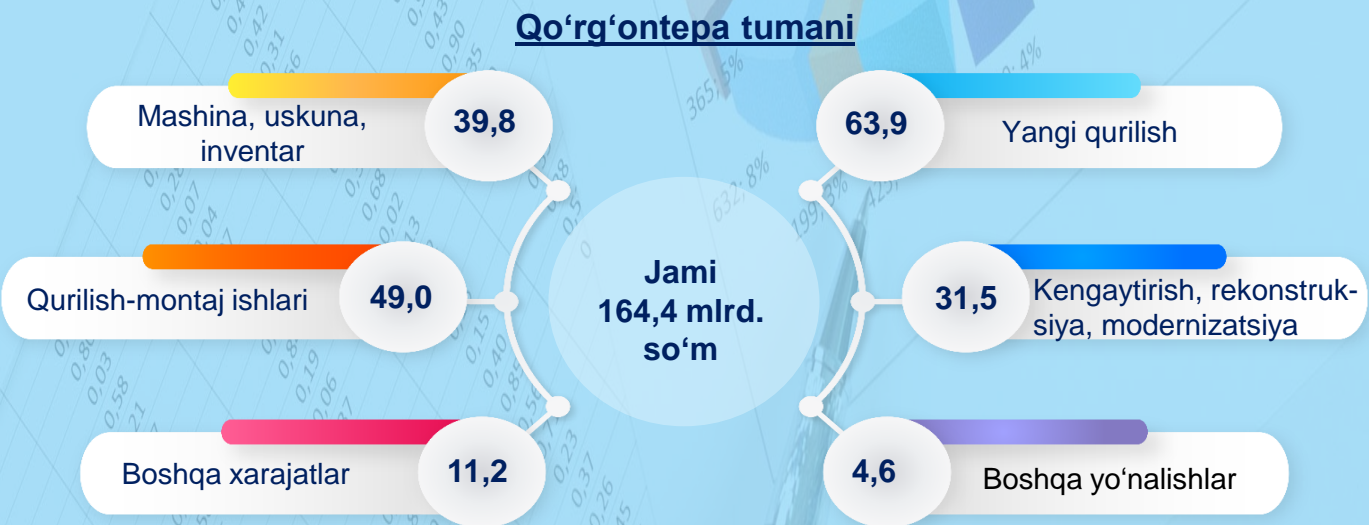 Qo‘rg‘ontepa tumani
Mashina, uskuna,
inventar
39,8
Qurilish-montaj ishlari
49,0
Boshqa xarajatlar
11,2
Jami
164,4 mlrd.
so‘m
63,9
Yangi qurilish
31,5
Kengaytirish, rekonstruk-
siya, modernizatsiya
4,6
Boshqa yo‘nalishlar